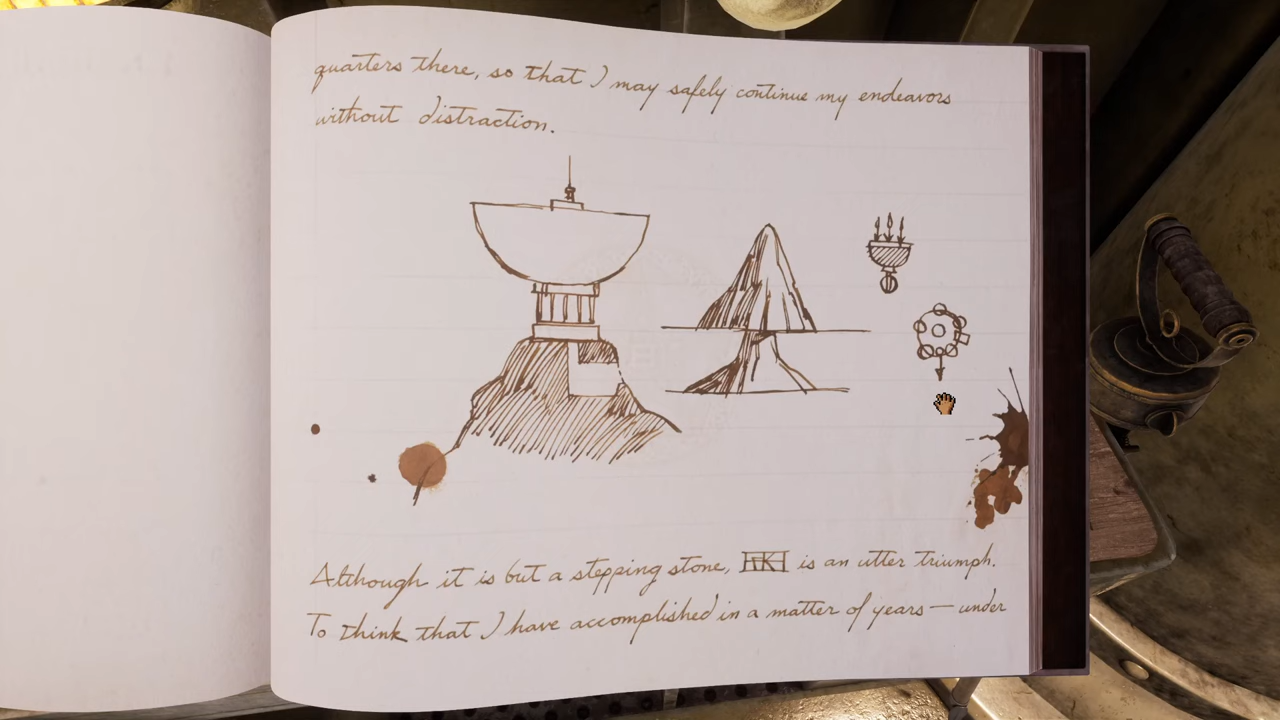 quarters there, so that I may safely continue my endeavors
without distraction.
Although it is but a stepping stone, is an utter triumph.
To think that I have accomplished in a matter of years — under